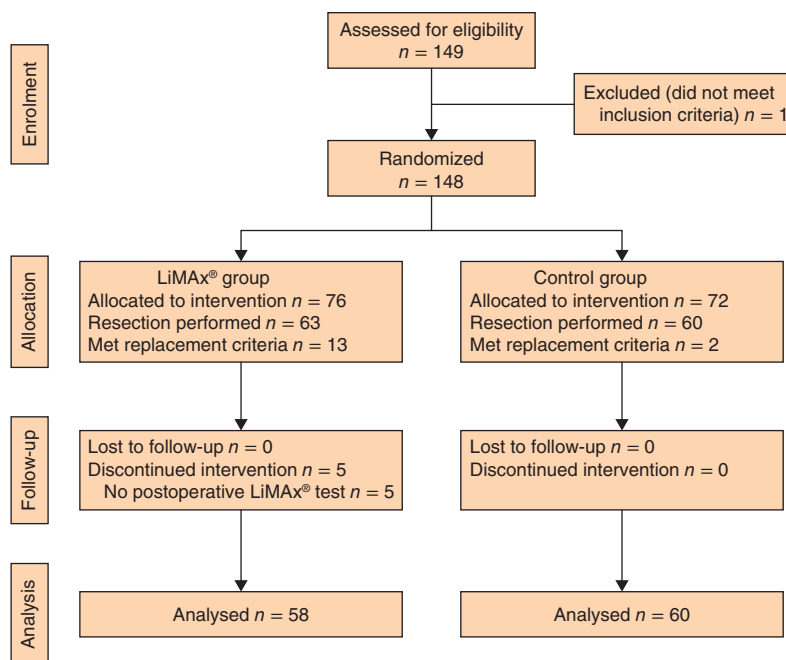 Enrolment
Assessed for eligibility
n = 149
Excluded (did not meet
inclusion criteria) n = 1
Randomized
n = 148
Allocation
LiMAx® group
Allocated to intervention n = 76
Resection performed n = 63
Met replacement criteria n = 13
Control group
Allocated to intervention n = 72
Resection performed n = 60
Met replacement criteria n = 2
Follow-up
Lost to follow-up n = 0
Discontinued intervention n = 5
No postoperative LiMAx® test n = 5
Lost to follow-up n = 0
Discontinued intervention n = 0
Analysis
Analysed n = 58
Analysed n = 60